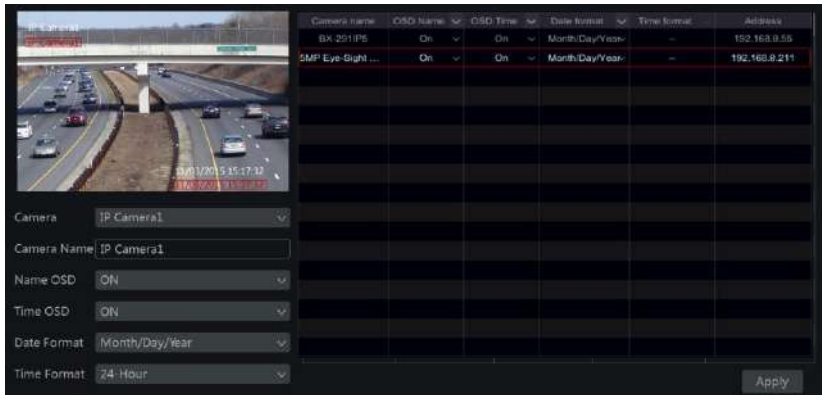 Camera name OSD Name OSD Time Date format Time format Address
BX-291IP5 On On Month/Day/Year -- 192.168.8.55
5MP Eye-Sight ... On On Month/Day/Year -- 192.168.8.211
15:17:32
Camera IP Camera1
Camera Name IP Camera1
Name OSD ON
Time OSD ON
Date Format Month/Day/Year
Time Format 24-Hour
Apply